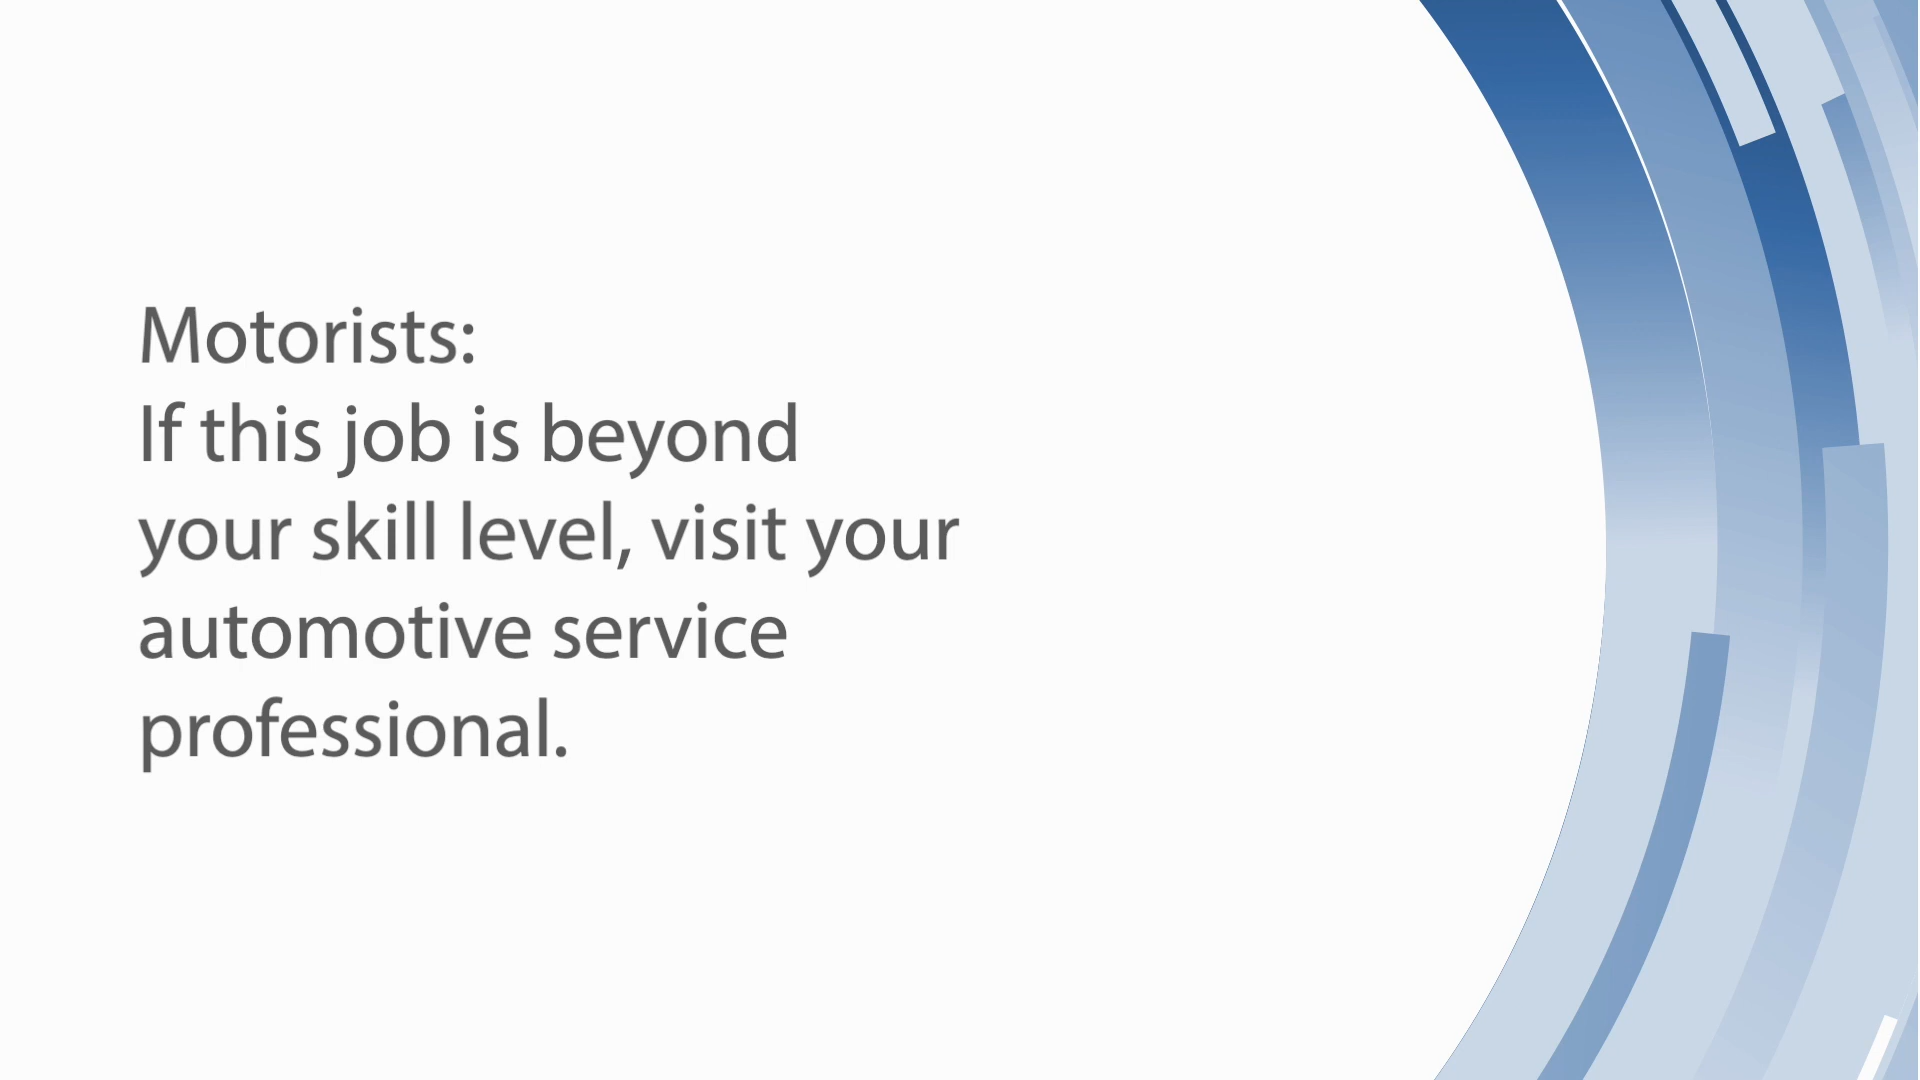 Motorists:
If this job is beyond
your skill level, visit your
automotive service
professional.